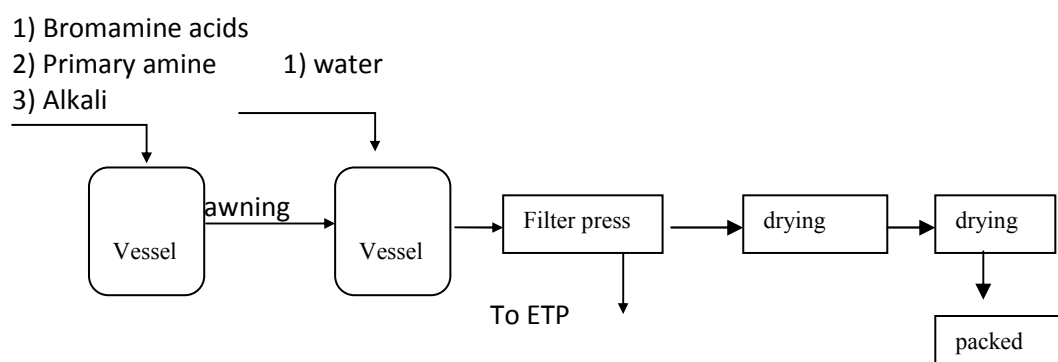 1) Bromamine acids
2) Primary amine 1) water
3) Alkali
awning
Vessel
Vessel
Filter press
drying
drying
To ETP
packed